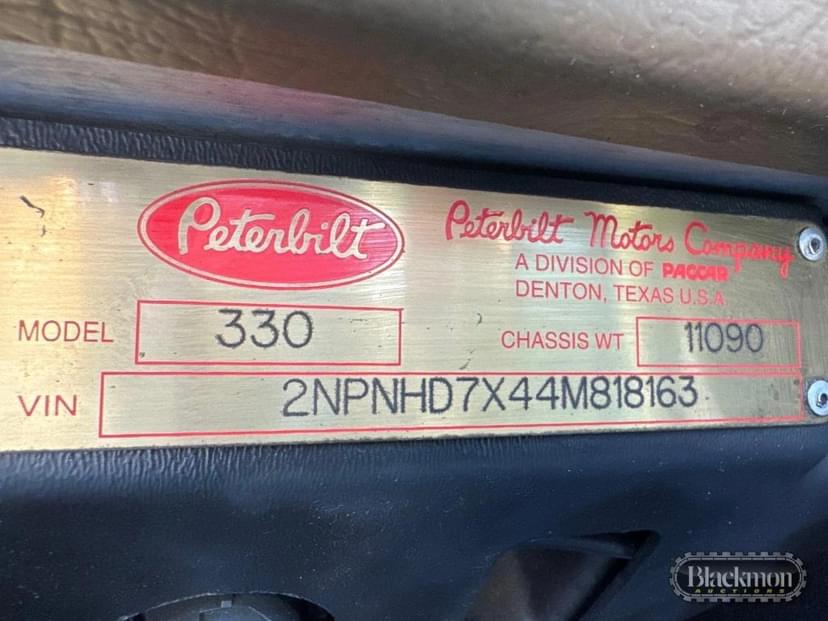 Peterbilt
Peterbilt Motors Company
A DIVISION OF PACCAR
DENTON, TEXAS U.S.A.
MODEL 330
CHASSIS WT 11090
VIN 2NPNHD7X44M818163
Blackmon
AUCTIONS